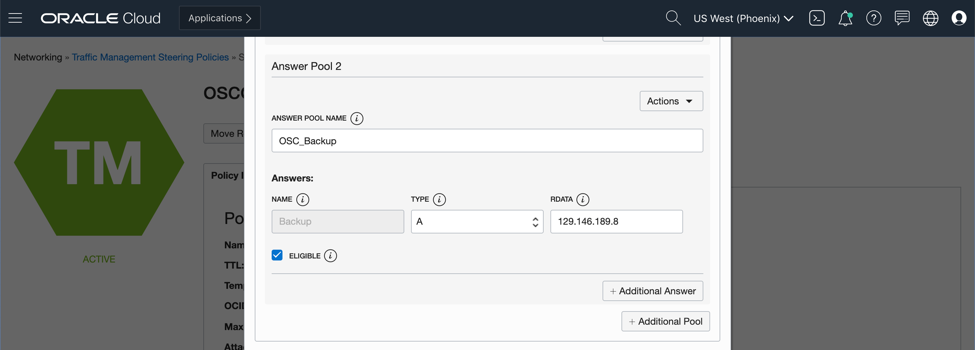 ORACLE Cloud Applications > US West (Phoenix)
Networking » Traffic Management Steering Policies » S
Answer Pool 2
OSC
Actions
ANSWER POOL NAME i
Move R
OSC_Backup
TM
Policy I
Answers:
NAME i TYPE i RDATA i
Po
Backup A 129.146.189.8
Nam
ELIGIBLE i
ACTIVE
TTL:
Tem
+ Additional Answer
OCID
+ Additional Pool
Max
Atta